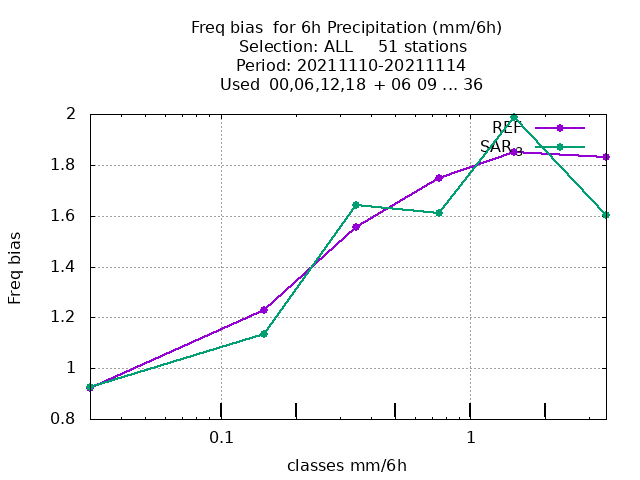 Freq bias  for 6h Precipitation (mm/6h)
Selection: ALL     51 stations
Period: 20211110-20211114
Used  00,06,12,18  + 06 09 ... 36
REF
SAR3
2
1.8
1.6
1.4
1.2
1
0.8
Freq bias
0.1
1
classes mm/6h